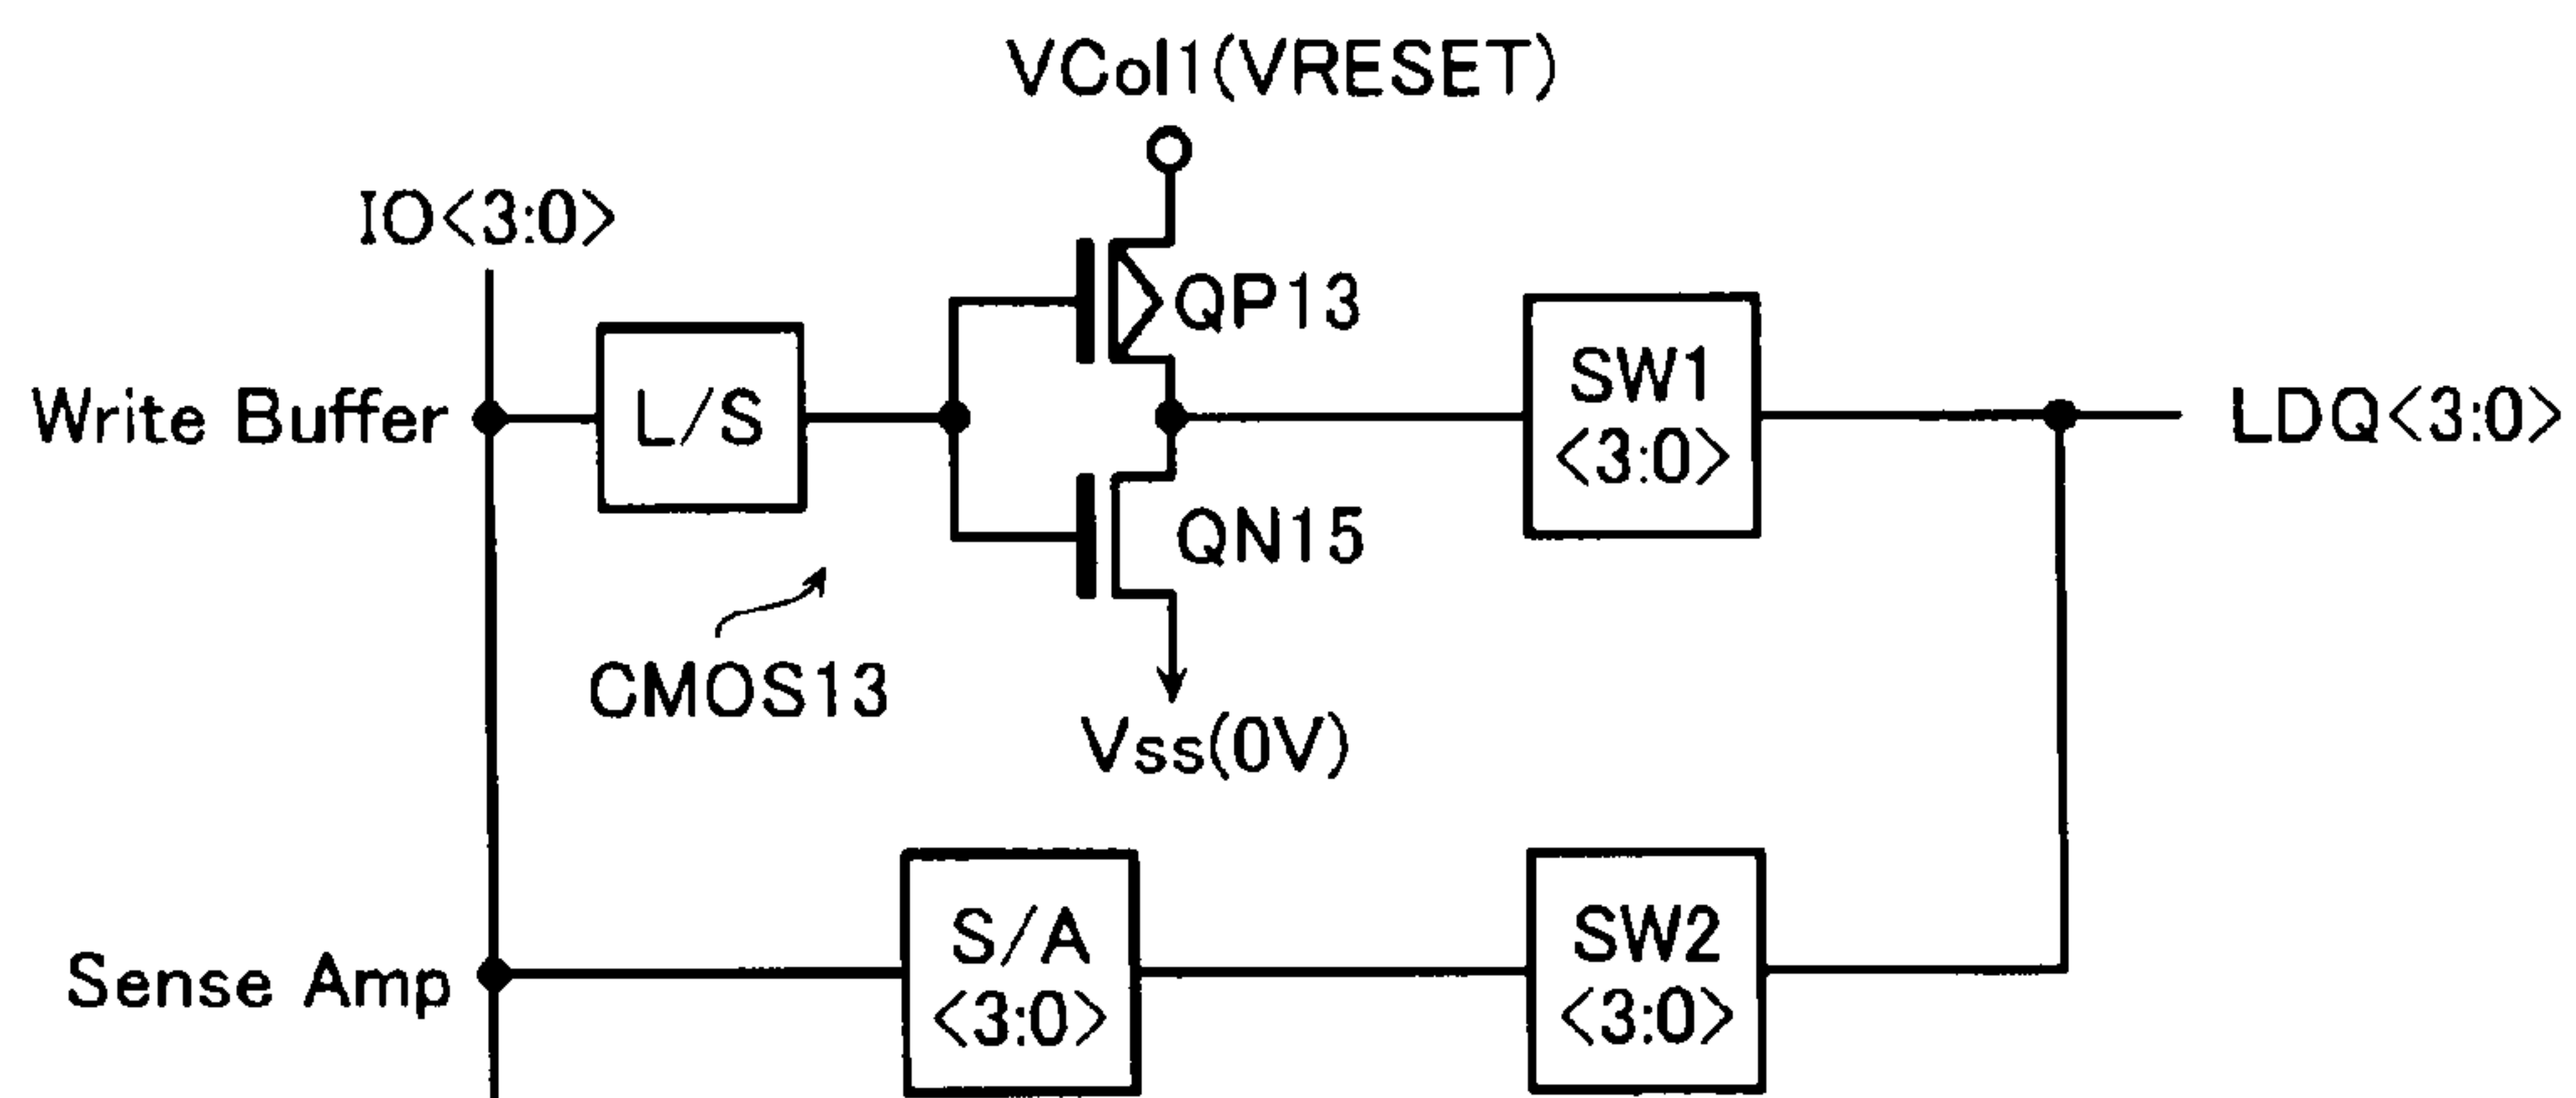 VCol1(VRESET)
IO<3:0>
QP13
Write Buffer
L/S
SW1
<3:0>
LDQ<3:0>
QN15
CMOS13
Vss(0V)
Sense Amp
S/A
<3:0>
SW2
<3:0>